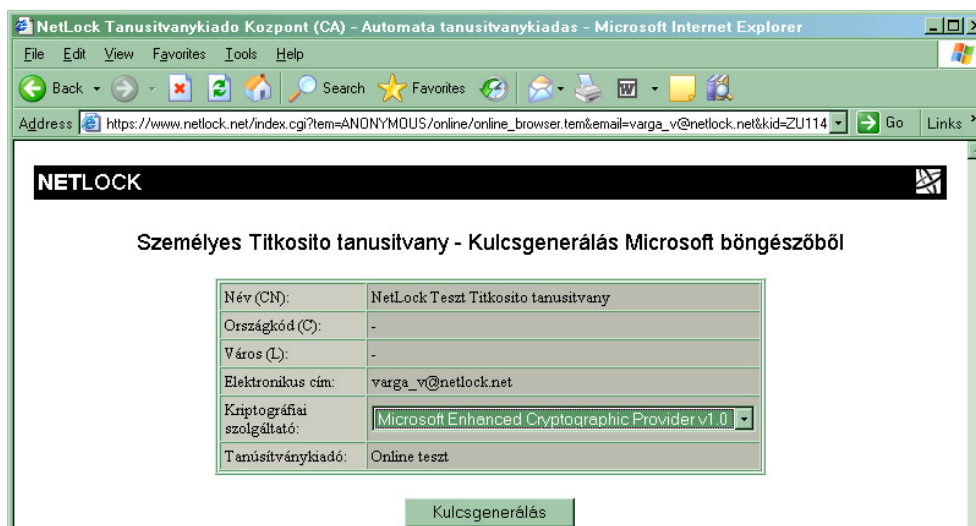 NetLock Tanusitvanykiado Kozpont (CA) - Automata tanusitvanykiadas - Microsoft Internet Explorer
File Edit View Favorites Tools Help
Back Search Favorites
Address https://www.netlock.net/index.cgi?tem=ANONYMOUS/online/online_browser.tem&email=varga_v@netlock.net&kid=ZU114 Go Links »
NETLOCK
Személyes Titkosito tanusitvany - Kulcsgenerálás Microsoft böngészőből
Név (CN): NetLock Teszt Titkosito tanusitvany
Országkód (C): -
Város (L): -
Elektronikus cím: varga_v@netlock.net
Kriptográfiai
szolgáltató: Microsoft Enhanced Cryptographic Provider v1.0
Tanúsítványkiadó: Online teszt
Kulcsgenerálás